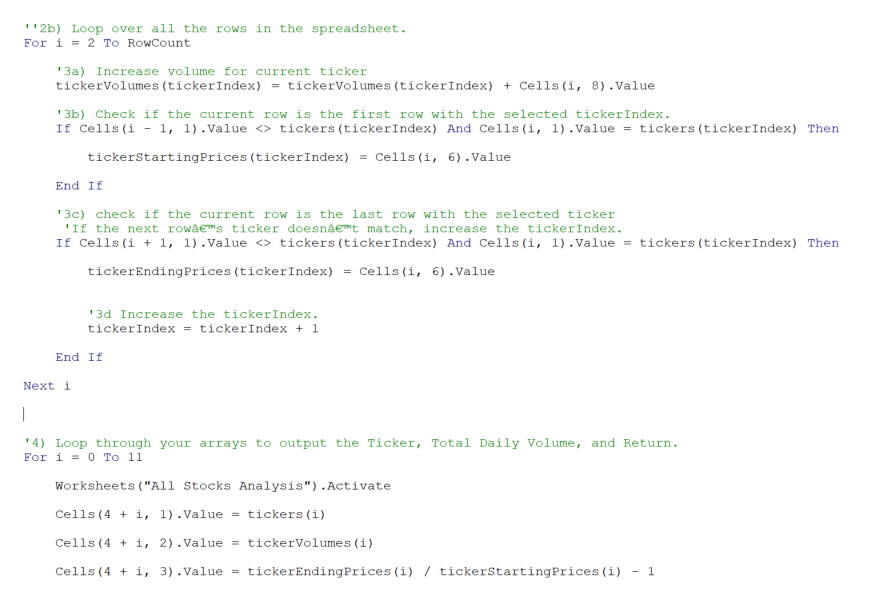 ''2b) Loop over all the rows in the spreadsheet.
For i = 2 To RowCount
'3a) Increase volume for current ticker
tickerVolumes(tickerIndex) = tickerVolumes(tickerIndex) + Cells(i, 8).Value
'3b) Check if the current row is the first row with the selected tickerIndex.
If Cells(i - 1, 1).Value <> tickers(tickerIndex) And Cells(i, 1).Value = tickers(tickerIndex) Then
tickerStartingPrices(tickerIndex) = Cells(i, 6).Value
End If
'3c) check if the current row is the last row with the selected ticker
'If the next rowâ€™s ticker doesnâ€™t match, increase the tickerIndex.
If Cells(i + 1, 1).Value <> tickers(tickerIndex) And Cells(i, 1).Value = tickers(tickerIndex) Then
tickerEndingPrices(tickerIndex) = Cells(i, 6).Value
'3d Increase the tickerIndex.
tickerIndex = tickerIndex + 1
End If
Next i
'4) Loop through your arrays to output the Ticker, Total Daily Volume, and Return.
For i = 0 To 11
Worksheets("All Stocks Analysis").Activate
Cells(4 + i, 1).Value = tickers(i)
Cells(4 + i, 2).Value = tickerVolumes(i)
Cells(4 + i, 3).Value = tickerEndingPrices(i) / tickerStartingPrices(i) - 1